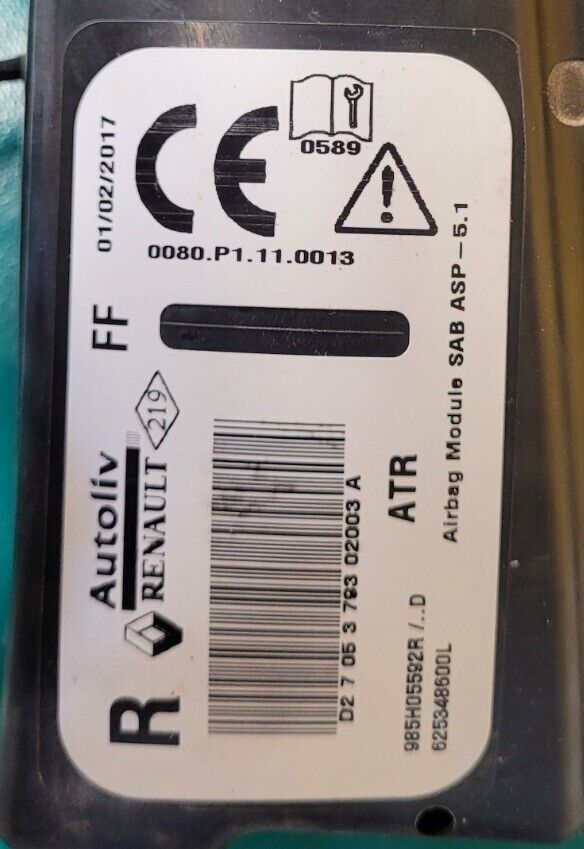 01/02/2017
CE
0589
0080.P1.11.0013
FF
Autoliv
RENAULT
219
R
D2 7 05 3 793 02003 A
ATR
985H05592R /..D
625348600L
Airbag Module SAB ASP-5.1